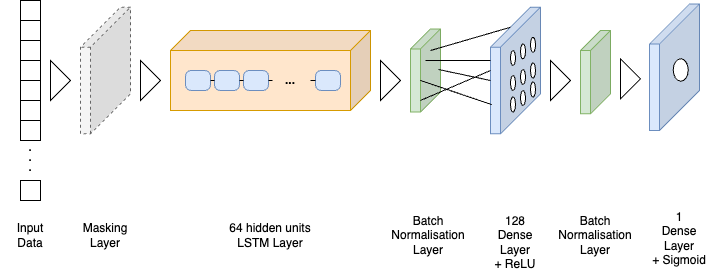 Input
Data
Masking
Layer
64 hidden units
LSTM Layer
Batch
Normalisation
Layer
128
Dense
Layer
+ ReLU
Batch
Normalisation
Layer
1
Dense
Layer
+ Sigmoid